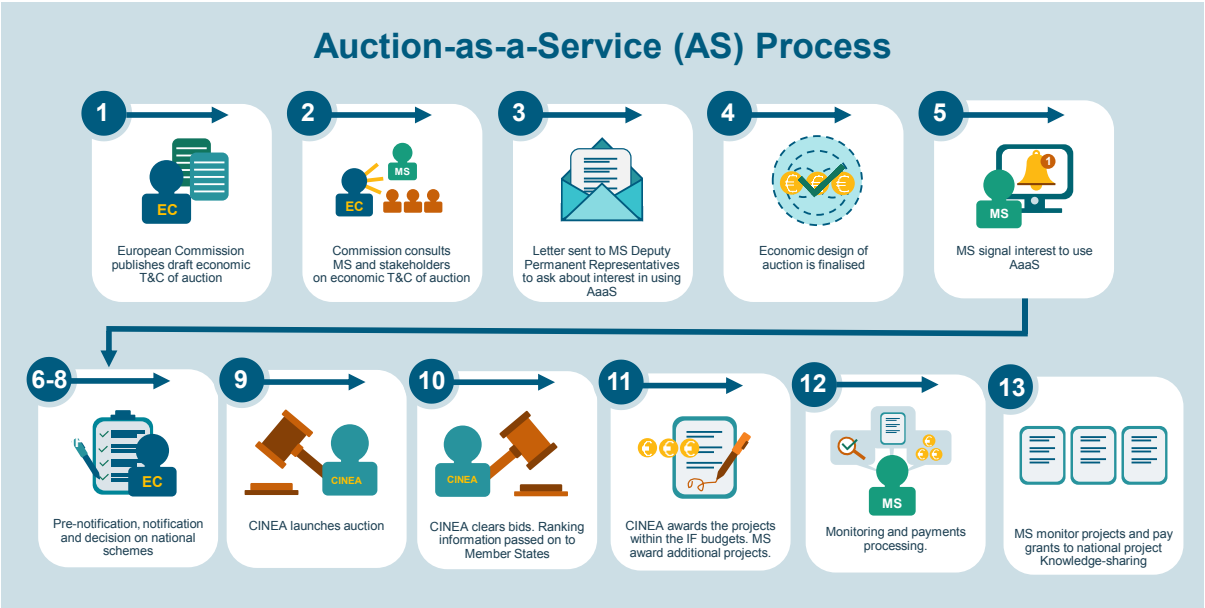 Auction-as-a-Service (AS) Process
1
EC
European Commission
publishes draft economic
T&C of auction
2
MS
EC
Commission consults
MS and stakeholders
on economic T&C of auction
3
Letter sent to MS Deputy
Permanent Representatives
to ask about interest in using
AaaS
4
€ € €
Economic design of
auction is finalised
5
1
MS
MS signal interest to use
AaaS
6-8
EC
Pre-notification, notification
and decision on national
schemes
9
CINEA
CINEA launches auction
10
CINEA
CINEA clears bids. Ranking
information passed on to
Member States
11
€ € €
CINEA awards the projects
within the IF budgets. MS
award additional projects.
12
€
€ €
MS
Monitoring and payments
processing.
13
MS monitor projects and pay
grants to national project
Knowledge-sharing